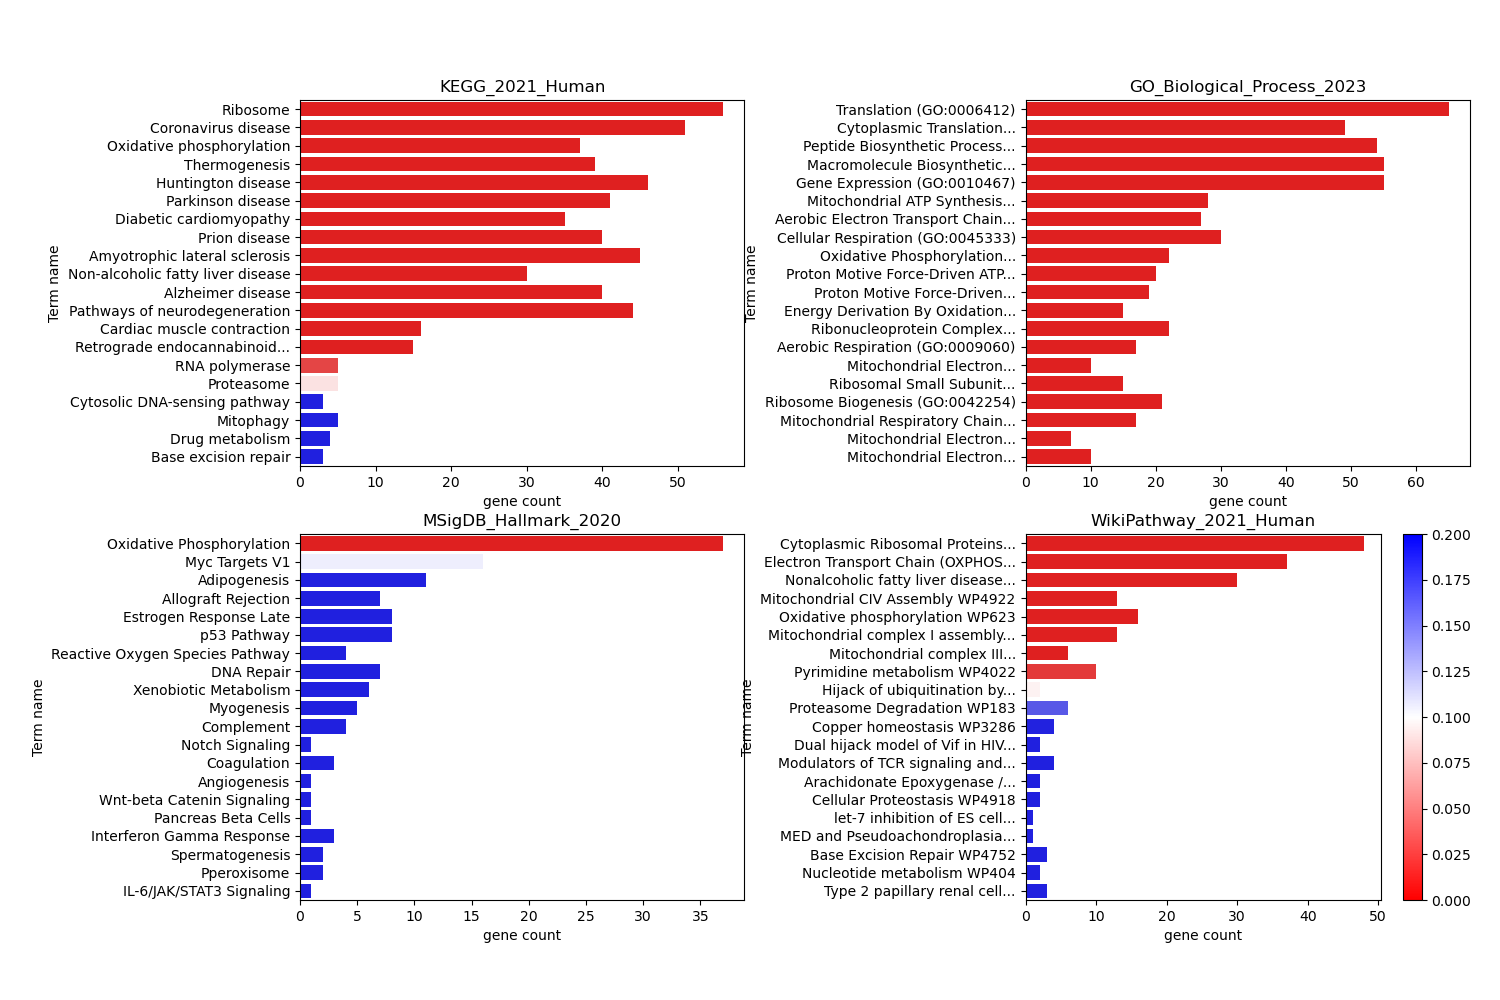 KEGG_2021_Human
Term name
Ribosome
Coronavirus disease
Oxidative phosphorylation
Thermogenesis
Huntington disease
Parkinson disease
Diabetic cardiomyopathy
Prion disease
Amyotrophic lateral sclerosis
Non-alcoholic fatty liver disease
Alzheimer disease
Pathways of neurodegeneration
Cardiac muscle contraction
Retrograde endocannabinoid...
RNA polymerase
Proteasome
Cytosolic DNA-sensing pathway
Mitophagy
Drug metabolism
Base excision repair
0 10 20 30 40 50
gene count
GO_Biological_Process_2023
Term name
Translation (GO:0006412)
Cytoplasmic Translation...
Peptide Biosynthetic Process...
Macromolecule Biosynthetic...
Gene Expression (GO:0010467)
Mitochondrial ATP Synthesis...
Aerobic Electron Transport Chain...
Cellular Respiration (GO:0045333)
Oxidative Phosphorylation...
Proton Motive Force-Driven ATP...
Proton Motive Force-Driven...
Energy Derivation By Oxidation...
Ribonucleoprotein Complex...
Aerobic Respiration (GO:0009060)
Mitochondrial Electron...
Ribosomal Small Subunit...
Ribosome Biogenesis (GO:0042254)
Mitochondrial Respiratory Chain...
Mitochondrial Electron...
Mitochondrial Electron...
0 10 20 30 40 50 60
gene count
MSigDB_Hallmark_2020
Term name
Oxidative Phosphorylation
Myc Targets V1
Adipogenesis
Allograft Rejection
Estrogen Response Late
p53 Pathway
Reactive Oxygen Species Pathway
DNA Repair
Xenobiotic Metabolism
Myogenesis
Complement
Notch Signaling
Coagulation
Angiogenesis
Wnt-beta Catenin Signaling
Pancreas Beta Cells
Interferon Gamma Response
Spermatogenesis
Pperoxisome
IL-6/JAK/STAT3 Signaling
0 5 10 15 20 25 30 35
gene count
WikiPathway_2021_Human
Term name
Cytoplasmic Ribosomal Proteins...
Electron Transport Chain (OXPHOS...
Nonalcoholic fatty liver disease...
Mitochondrial CIV Assembly WP4922
Oxidative phosphorylation WP623
Mitochondrial complex I assembly...
Mitochondrial complex III...
Pyrimidine metabolism WP4022
Hijack of ubiquitination by...
Proteasome Degradation WP183
Copper homeostasis WP3286
Dual hijack model of Vif in HIV...
Modulators of TCR signaling and...
Arachidonate Epoxygenase /...
Cellular Proteostasis WP4918
let-7 inhibition of ES cell...
MED and Pseudoachondroplasia...
Base Excision Repair WP4752
Nucleotide metabolism WP404
Type 2 papillary renal cell...
0 10 20 30 40 50
gene count
0.200
0.175
0.150
0.125
0.100
0.075
0.050
0.025
0.000